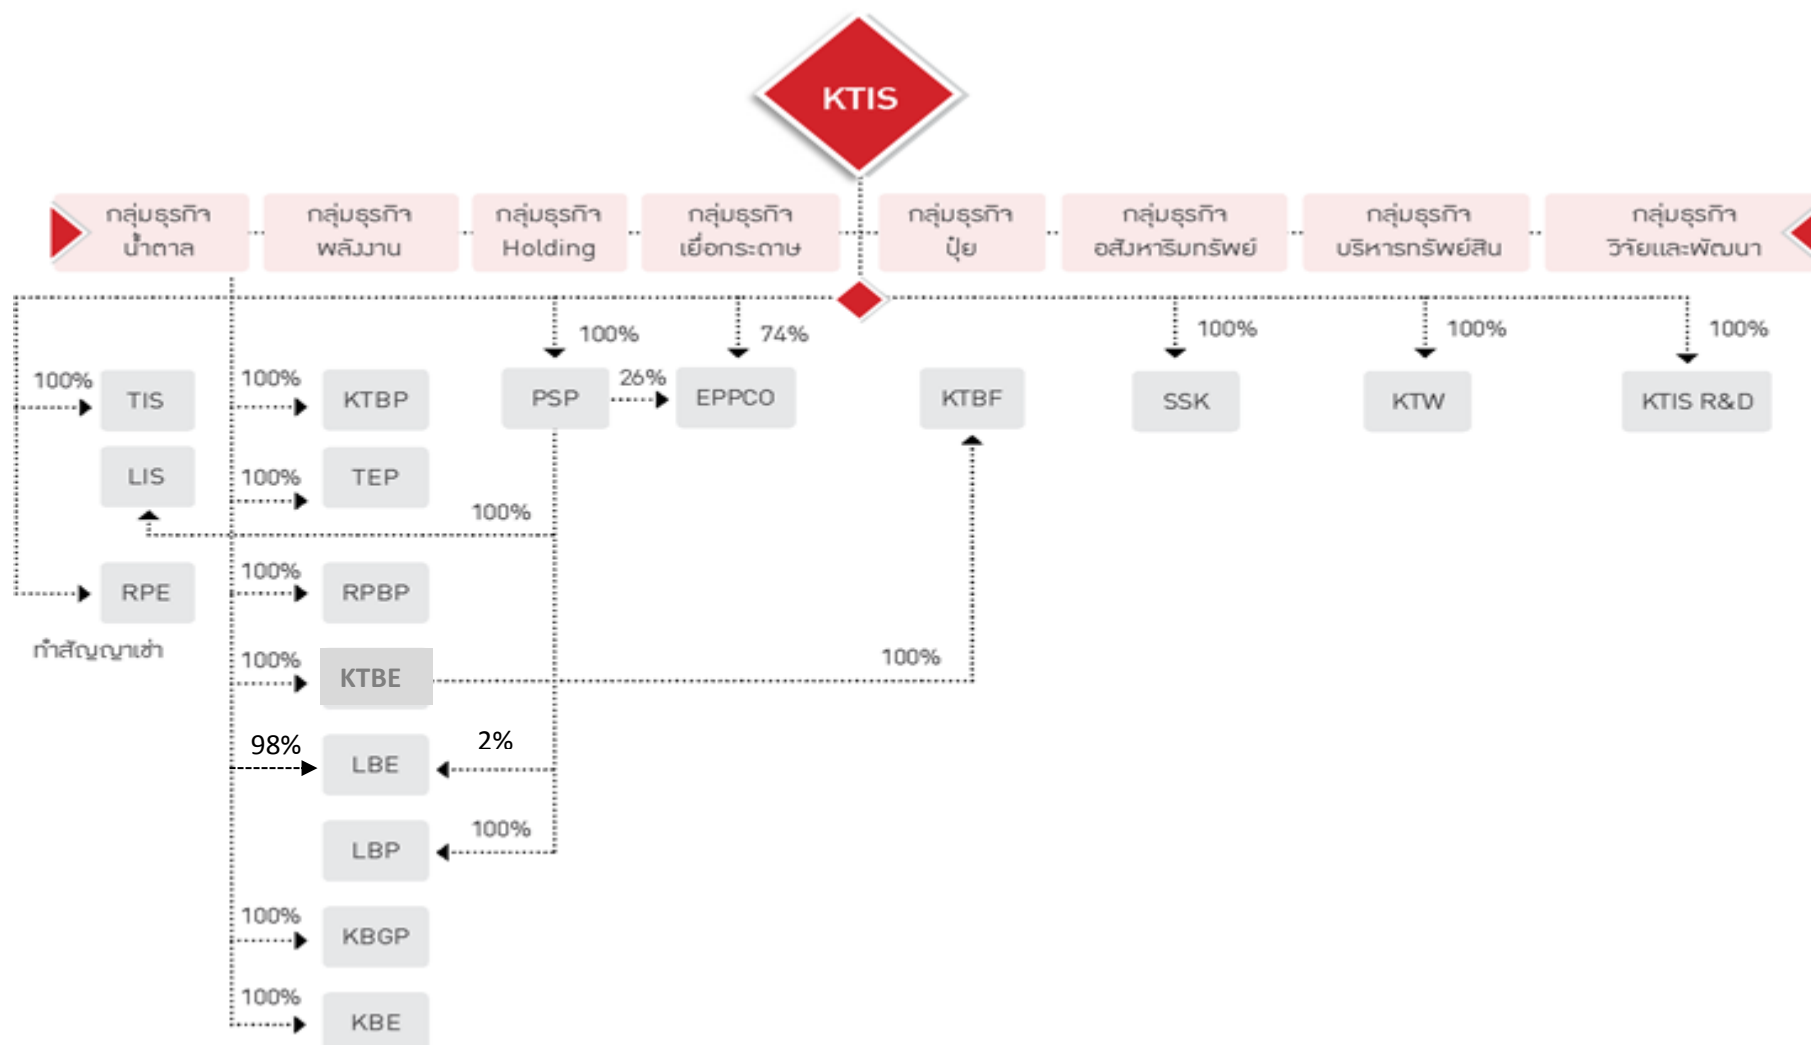 KTIS
กลุ่มธุรกิจ
น้ำตาล
กลุ่มธุรกิจ
พลังงาน
กลุ่มธุรกิจ
Holding
กลุ่มธุรกิจ
เยื่อกระดาษ
กลุ่มธุรกิจ
ปุ๋ย
กลุ่มธุรกิจ
อสังหาริมทรัพย์
กลุ่มธุรกิจ
บริหารทรัพย์สิน
กลุ่มธุรกิจ
วิจัยและพัฒนา
100%
74%
100%
100%
100%
100%
TIS
100%
KTBP
PSP
26%
EPPCO
KTBF
SSK
KTW
KTIS R&D
LIS
100%
TEP
100%
RPE
100%
RPBP
ทำสัญญาเช่า
100%
KTBE
100%
98%
LBE
2%
LBP
100%
100%
KBGP
100%
KBE